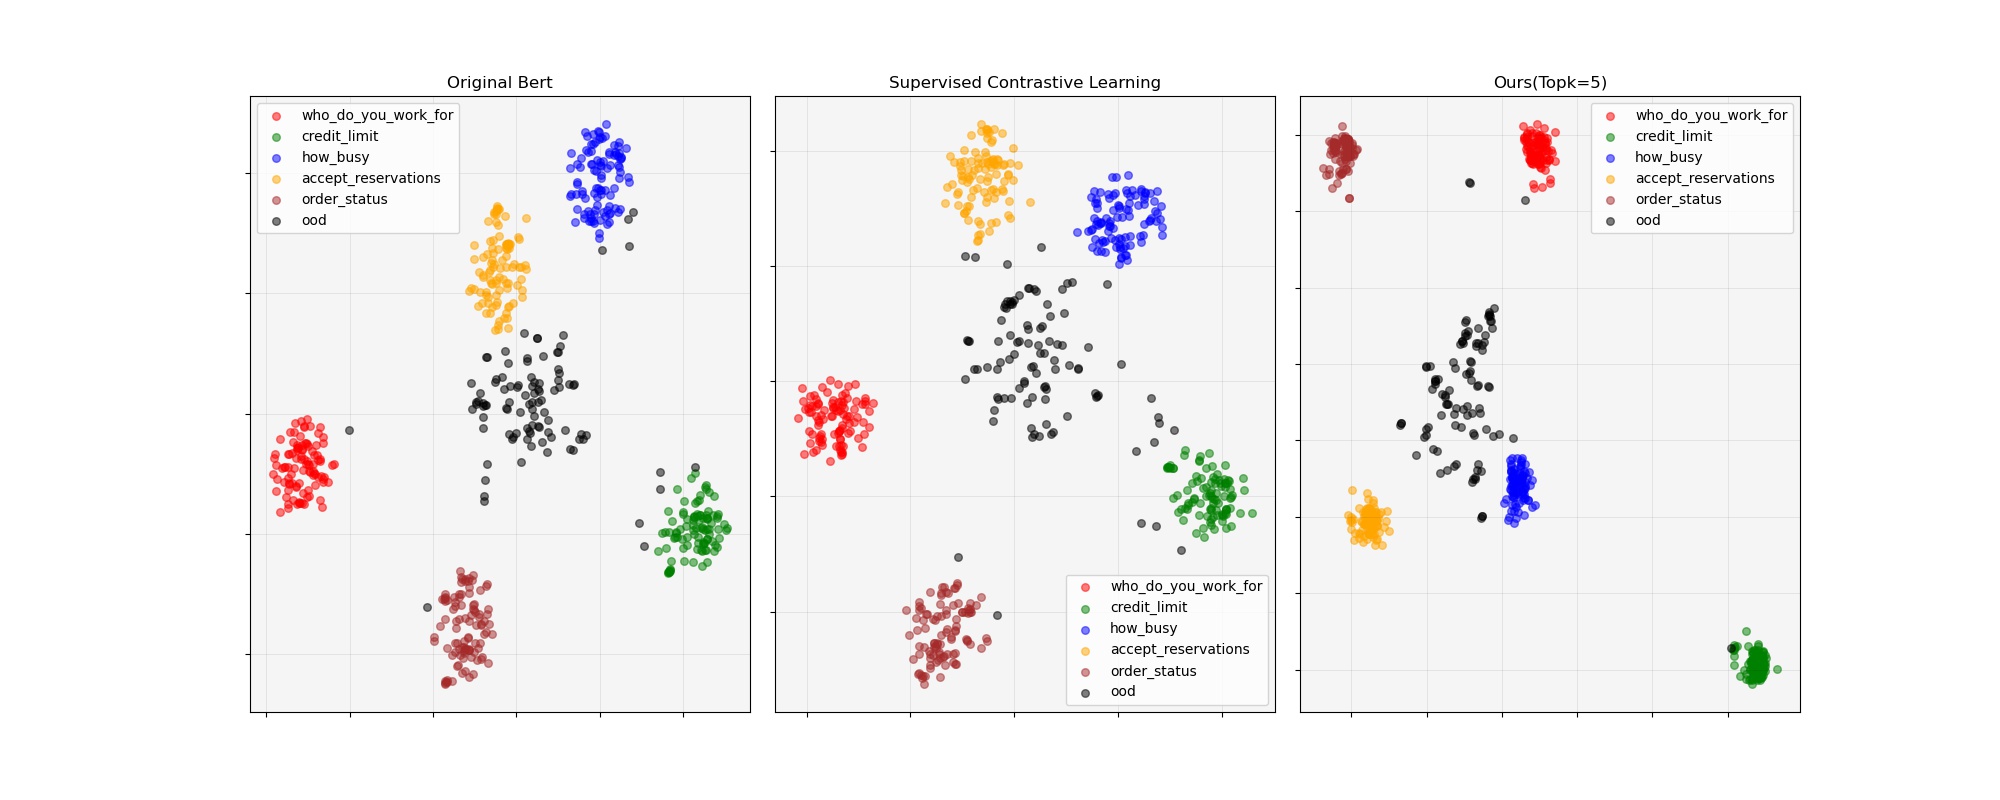 Original Bert
who_do_you_work_for
credit_limit
how_busy
accept_reservations
order_status
ood
Supervised Contrastive Learning
who_do_you_work_for
credit_limit
how_busy
accept_reservations
order_status
ood
Ours(Topk=5)
who_do_you_work_for
credit_limit
how_busy
accept_reservations
order_status
ood